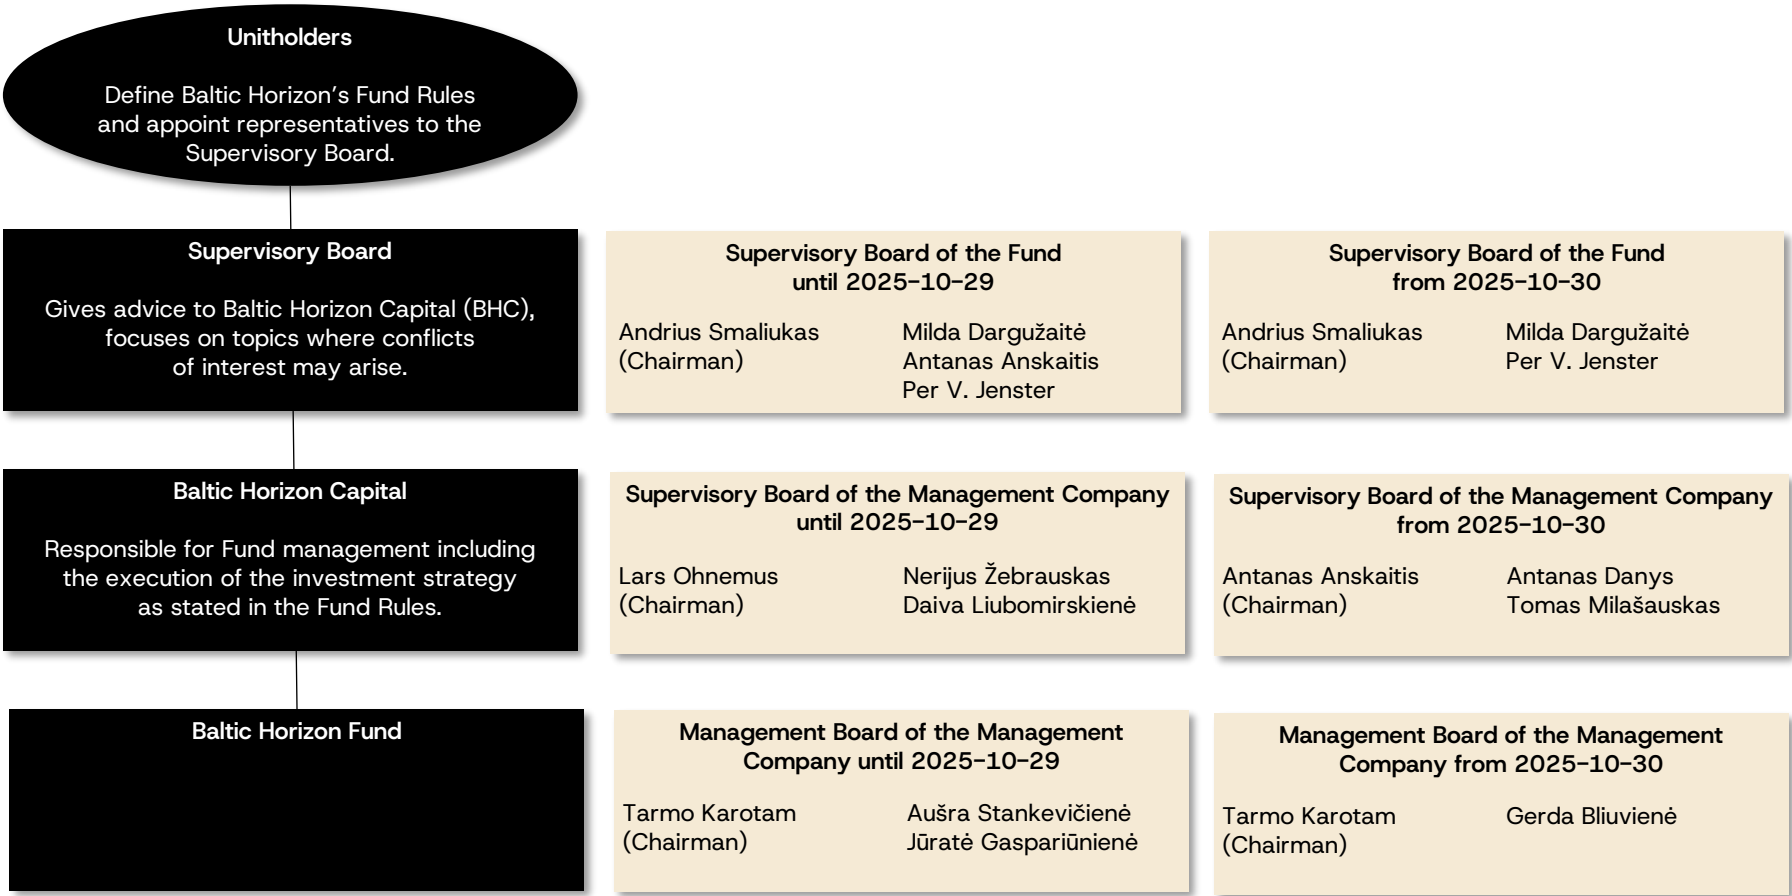 Unitholders
Define Baltic Horizon’s Fund Rules
and appoint representatives to the
Supervisory Board.
Supervisory Board
Gives advice to Baltic Horizon Capital (BHC),
focuses on topics where conflicts
of interest may arise.
Supervisory Board of the Fund
until 2025-10-29
Andrius Smaliukas
(Chairman)
Milda Dargužaitė
Antanas Anskaitis
Per V. Jenster
Supervisory Board of the Fund
from 2025-10-30
Andrius Smaliukas
(Chairman)
Milda Dargužaitė
Per V. Jenster
Baltic Horizon Capital
Responsible for Fund management including
the execution of the investment strategy
as stated in the Fund Rules.
Supervisory Board of the Management Company
until 2025-10-29
Lars Ohnemus
(Chairman)
Nerijus Žebrauskas
Daiva Liubomirskienė
Supervisory Board of the Management Company
from 2025-10-30
Antanas Anskaitis
(Chairman)
Antanas Danys
Tomas Milašauskas
Baltic Horizon Fund
Management Board of the Management
Company until 2025-10-29
Tarmo Karotam
(Chairman)
Aušra Stankevičienė
Jūratė Gaspariūnienė
Management Board of the Management
Company from 2025-10-30
Tarmo Karotam
(Chairman)
Gerda Bliuvienė